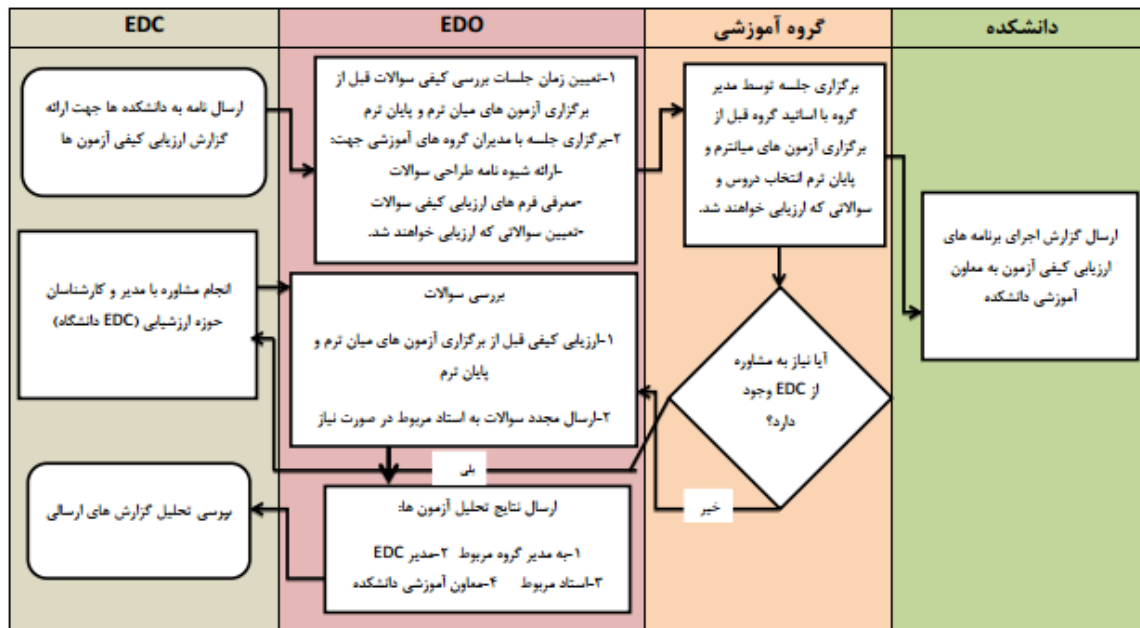 دانشکده
گروه آموزشی
EDO
EDC
ارسال نامه به دانشکده ها جهت ارائه
گزارش ارزیابی کیفی آزمون ها
۱-تعیین زمان جلسات بررسی کیفی سوالات قبل از
برگزاری آزمون های میان ترم و پایان ترم
۲-برگزاری جلسه با مدیران گروه های آموزشی جهت:
-ارائه شیوه نامه طراحی سوالات
-معرفی فرم های ارزیابی کیفی سوالات
-تعیین سوالاتی که ارزیابی خواهند شد.
برگزاری جلسه توسط مدیر
گروه با اساتید گروه قبل از
برگزاری آزمون های میانترم و
پایان ترم انتخاب دروس و
سوالاتی که ارزیابی خواهند شد.
ارسال گزارش اجرای برنامه های
ارزیابی کیفی آزمون به معاون
آموزشی دانشکده
آیا نیاز به مشاوره
از EDC وجود
دارد؟
بلی
خیر
انجام مشاوره با مدیر و کارشناسان
حوزه ارزشیابی (EDC دانشگاه)
بررسی سوالات
۱-ارزیابی کیفی قبل از برگزاری آزمون های میان ترم و
پایان ترم
۲-ارسال مجدد سوالات به استاد مربوط در صورت نیاز
ارسال نتایج تحلیل آزمون ها:
۱-به مدیر گروه مربوط ۲-مدیر EDC
۳-استاد مربوط ۴-معاون آموزشی دانشکده
بررسی تحلیل گزارش های ارسالی